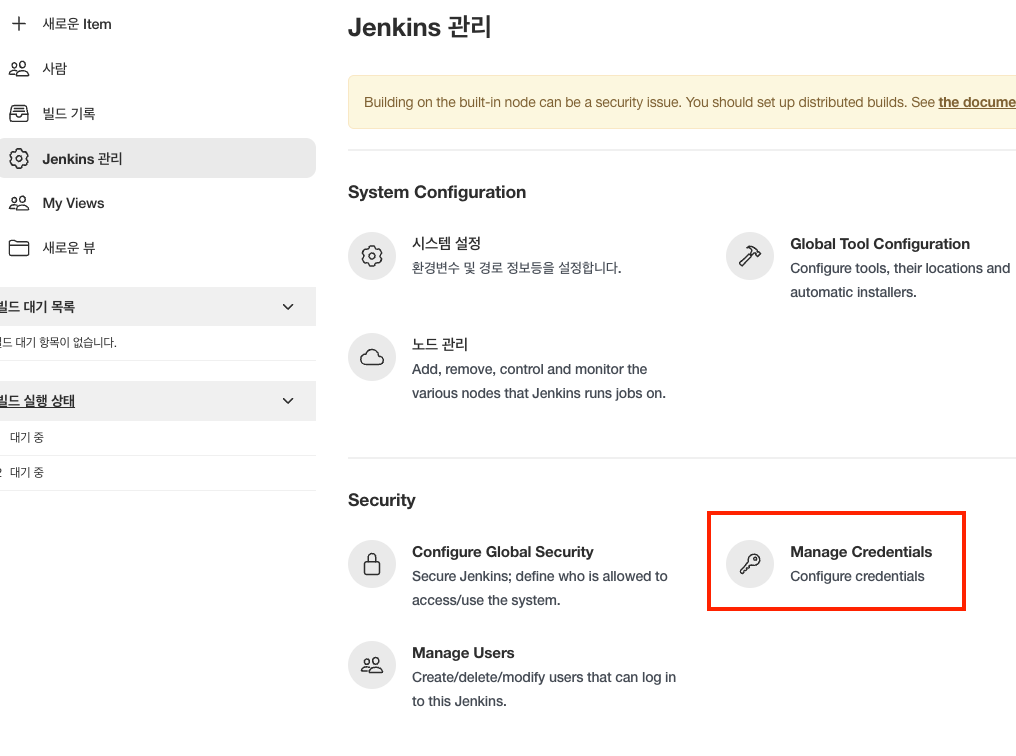 새로운 Item
사람
빌드 기록
Jenkins 관리
My Views
새로운 뷰
빌드 대기 목록
빌드 대기 항목이 없습니다.
빌드 실행 상태
대기 중
2 대기 중
Jenkins 관리
Building on the built-in node can be a security issue. You should set up distributed builds. See the docume
System Configuration
시스템 설정
환경변수 및 경로 정보등을 설정합니다.
Global Tool Configuration
Configure tools, their locations and
automatic installers.
노드 관리
Add, remove, control and monitor the
various nodes that Jenkins runs jobs on.
Security
Configure Global Security
Secure Jenkins; define who is allowed to
access/use the system.
Manage Credentials
Configure credentials
Manage Users
Create/delete/modify users that can log in
to this Jenkins.